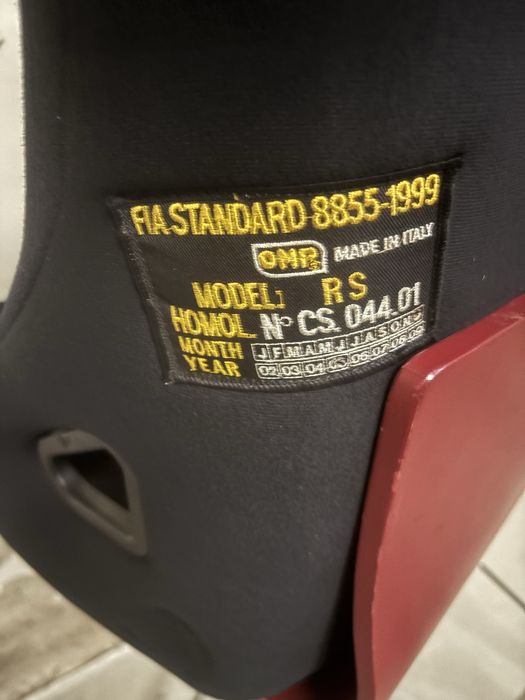 FIA STANDARD 8855-1999
OMP
MADE IN ITALY
MODEL: RS
HOMOL. N° CS. 044.01
MONTH J F M A M J J A S O N D
YEAR 02 03 04 05 06 07 08 09